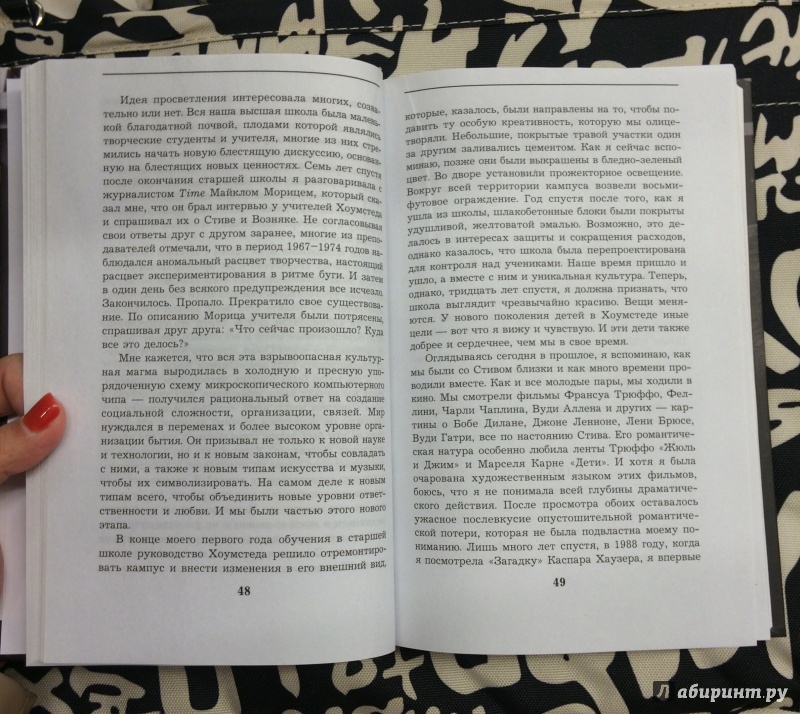 Идея просветления интересовала многих, созна-
тельно или нет. Вся наша высшая школа была малень-
кой благодатной почвой, плодами которой являлись
творческие студенты и учителя, многие из них стре-
мились начать новую блестящую дискуссию, основан-
ную на блестящих новых ценностях. Семь лет спустя
после окончания старшей школы я разговаривала с
журналистом Time Майклом Морицем, который ска-
зал мне, что он брал интервью у учителей Хоумстеда
и спрашивал их о Стиве и Возняке. Не согласовывая
свои ответы друг с другом заранее, многие из препо-
давателей отмечали, что в период 1967–1974 годов на-
блюдался аномальный расцвет творчества, настоящий
расцвет экспериментирования в ритме буги. И затем
в один день без всякого предупреждения все исчезло.
Закончилось. Пропало. Прекратило свое существова-
ние. По описанию Морица учителя были потрясены,
спрашивая друг друга: «Что сейчас произошло? Куда
все это делось?»
Мне кажется, что вся эта взрывоопасная культур-
ная магма выродилась в холодную и пресную упо-
рядоченную схему микроскопического компьютерного
чипа — получился рациональный ответ на создание
социальной сложности, организации, связей. Мир
нуждался в переменах и более высоком уровне орга-
низации бытия. Он призывал не только к новой науке
и технологии, но и к новым законам, чтобы совладать
с ними, а также к новым типам искусства и музыки,
чтобы их символизировать. На самом деле к новым
типам всего, чтобы объединить новые уровни ответ-
ственности и любви. И мы были частью этого нового
этапа.
В конце моего первого года обучения в старшей
школе руководство Хоумстеда решило отремонтиро-
вать кампус и внести изменения в его внешний вид,
48
которые, казалось, были направлены на то, чтобы по-
давить ту особую креативность, которую мы олице-
творяли. Небольшие, покрытые травой участки один
за другим заливались цементом. Как я сейчас вспо-
минаю, позже они были выкрашены в бледно-зеленый
цвет. Во дворе установили прожекторное освещение.
Вокруг всей территории кампуса возвели восьми-
футовое ограждение. Год спустя после того, как я
ушла из школы, шлакобетонные блоки были покрыты
удушливой, желтоватой эмалью. Возможно, это де-
лалось в интересах защиты и сокращения расходов,
однако казалось, что школа была перепроектирована
для контроля над учениками. Наше время пришло и
ушло, а вместе с ним и уникальная культура. Теперь,
однако, тридцать лет спустя, я должна признать, что
школа выглядит чрезвычайно красиво. Вещи меня-
ются. У нового поколения детей в Хоумстеде иные
цели — вот что я вижу и чувствую. И эти дети также
добрее и сердечнее, чем мы в свое время.
Оглядываясь сегодня в прошлое, я вспоминаю, как
мы были со Стивом близки и как много времени про-
водили вместе. Как и все молодые пары, мы ходили в
кино. Мы смотрели фильмы Франсуа Трюффо, Фел-
лини, Чарли Чаплина, Вуди Аллена и других — кар-
тины о Бобе Дилане, Джоне Ленноне, Лени Брюсе,
Вуди Гатри, все по настоянию Стива. Его романтиче-
ская натура особенно любила ленты Трюффо «Жюль
и Джим» и Марселя Карне «Дети». И хотя я была
очарована художественным языком этих фильмов,
боюсь, что я не понимала всей глубины драматиче-
ского действия. После просмотра обоих оставалось
ужасное послевкусие опустошительной романтиче-
ской потери, которая не была подвластна моему по-
ниманию. Лишь много лет спустя, в 1988 году, когда
я посмотрела «Загадку» Каспара Хаузера, я впервые
49
лабиринт.ру